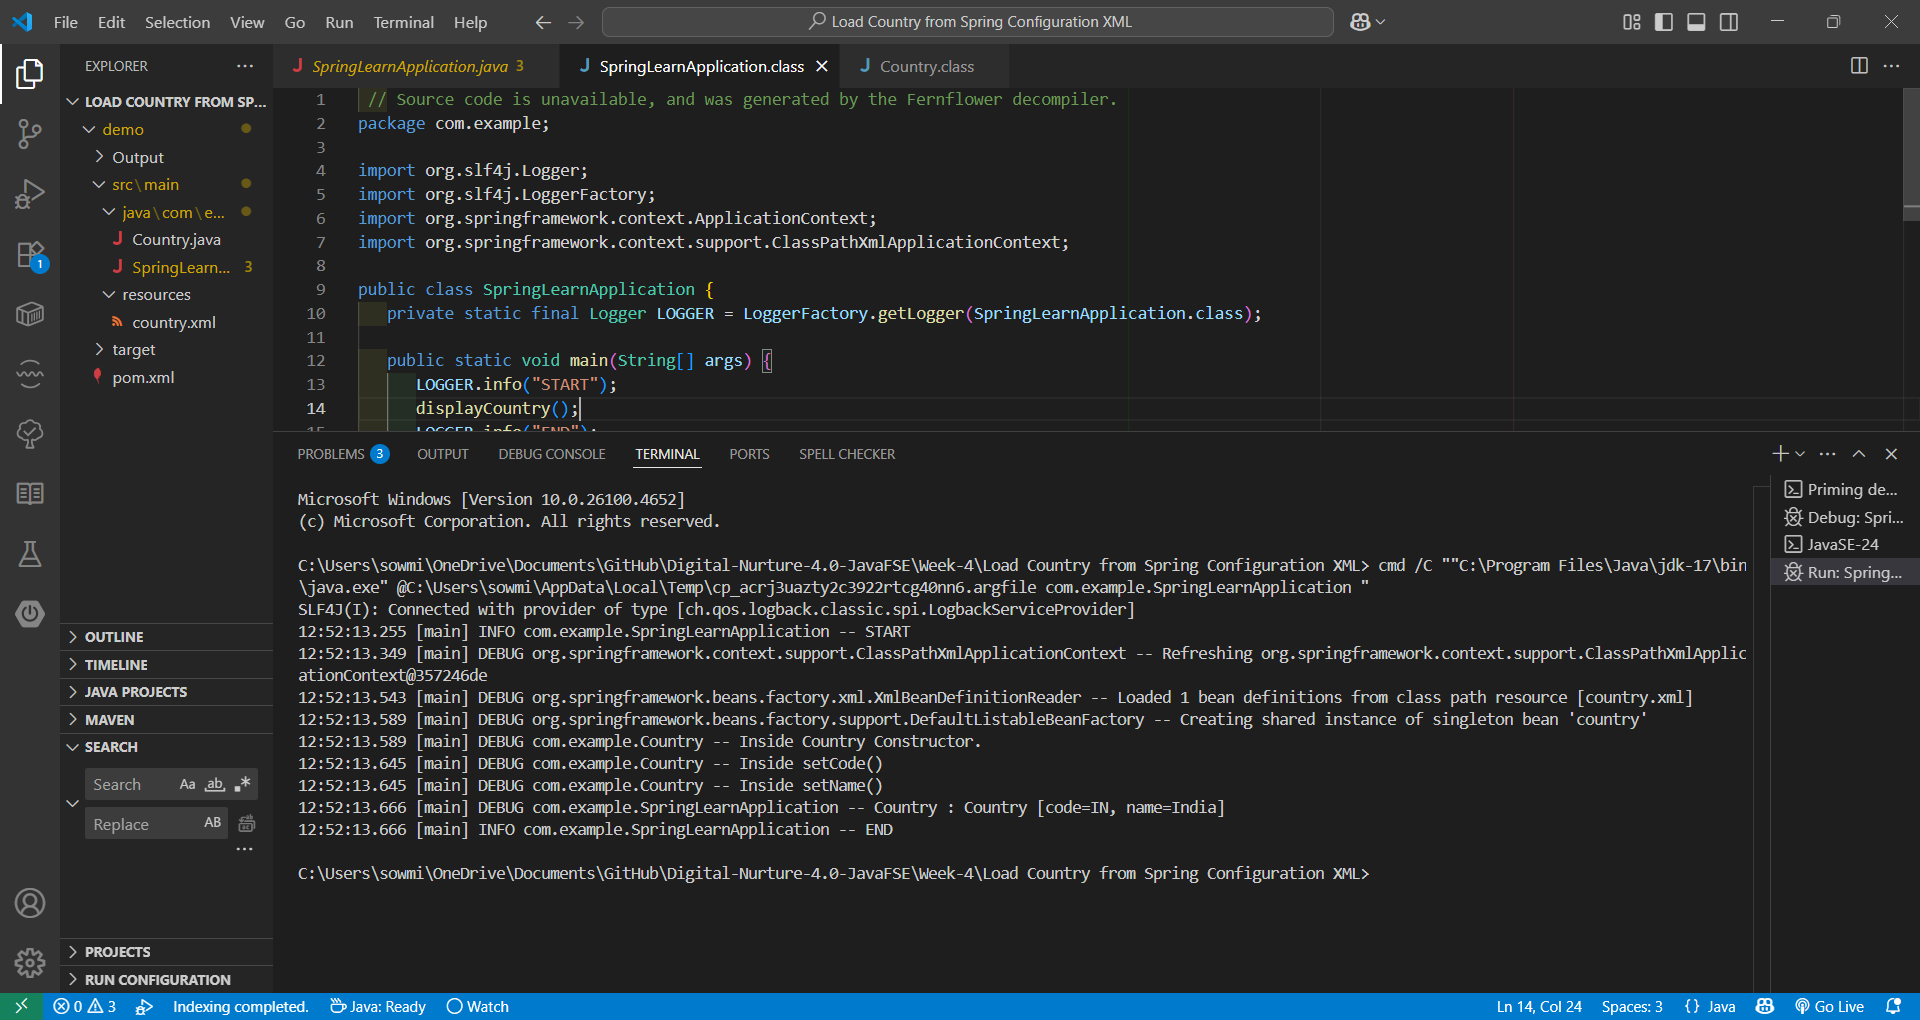 File Edit Selection View Go Run Terminal Help
Load Country from Spring Configuration XML
EXPLORER
LOAD COUNTRY FROM SP...
demo
Output
src\main
java\com\e...
Country.java
SpringLearn... 3
resources
country.xml
target
pom.xml
OUTLINE
TIMELINE
JAVA PROJECTS
MAVEN
SEARCH
Search Aa ab .*
Replace AB
PROJECTS
RUN CONFIGURATION
1
SpringLearnApplication.java 3
SpringLearnApplication.class
Country.class
1 // Source code is unavailable, and was generated by the Fernflower decompiler.
2 package com.example;
3
4 import org.slf4j.Logger;
5 import org.slf4j.LoggerFactory;
6 import org.springframework.context.ApplicationContext;
7 import org.springframework.context.support.ClassPathXmlApplicationContext;
8
9 public class SpringLearnApplication {
10 private static final Logger LOGGER = LoggerFactory.getLogger(SpringLearnApplication.class);
11
12 public static void main(String[] args) {
13 LOGGER.info("START");
14 displayCountry();
15 LOGGER.info("END");
PROBLEMS 3 OUTPUT DEBUG CONSOLE TERMINAL PORTS SPELL CHECKER
Microsoft Windows [Version 10.0.26100.4652]
(c) Microsoft Corporation. All rights reserved.
C:\Users\sowmi\OneDrive\Documents\GitHub\Digital-Nurture-4.0-JavaFSE\Week-4\Load Country from Spring Configuration XML> cmd /C ""C:\Program Files\Java\jdk-17\bin
\java.exe" @C:\Users\sowmi\AppData\Local\Temp\cp_acrj3uazty2c3922rtcg40nn6.argfile com.example.SpringLearnApplication "
SLF4J(I): Connected with provider of type [ch.qos.logback.classic.spi.LogbackServiceProvider]
12:52:13.255 [main] INFO com.example.SpringLearnApplication -- START
12:52:13.349 [main] DEBUG org.springframework.context.support.ClassPathXmlApplicationContext -- Refreshing org.springframework.context.support.ClassPathXmlApplic
ationContext@357246de
12:52:13.543 [main] DEBUG org.springframework.beans.factory.xml.XmlBeanDefinitionReader -- Loaded 1 bean definitions from class path resource [country.xml]
12:52:13.589 [main] DEBUG org.springframework.beans.factory.support.DefaultListableBeanFactory -- Creating shared instance of singleton bean 'country'
12:52:13.589 [main] DEBUG com.example.Country -- Inside Country Constructor.
12:52:13.645 [main] DEBUG com.example.Country -- Inside setCode()
12:52:13.645 [main] DEBUG com.example.Country -- Inside setName()
12:52:13.666 [main] DEBUG com.example.SpringLearnApplication -- Country : Country [code=IN, name=India]
12:52:13.666 [main] INFO com.example.SpringLearnApplication -- END
C:\Users\sowmi\OneDrive\Documents\GitHub\Digital-Nurture-4.0-JavaFSE\Week-4\Load Country from Spring Configuration XML>
Priming de...
Debug: Spri...
JavaSE-24
Run: Spring...
0 3 Indexing completed. Java: Ready Watch
Ln 14, Col 24 Spaces: 3 {} Java Go Live